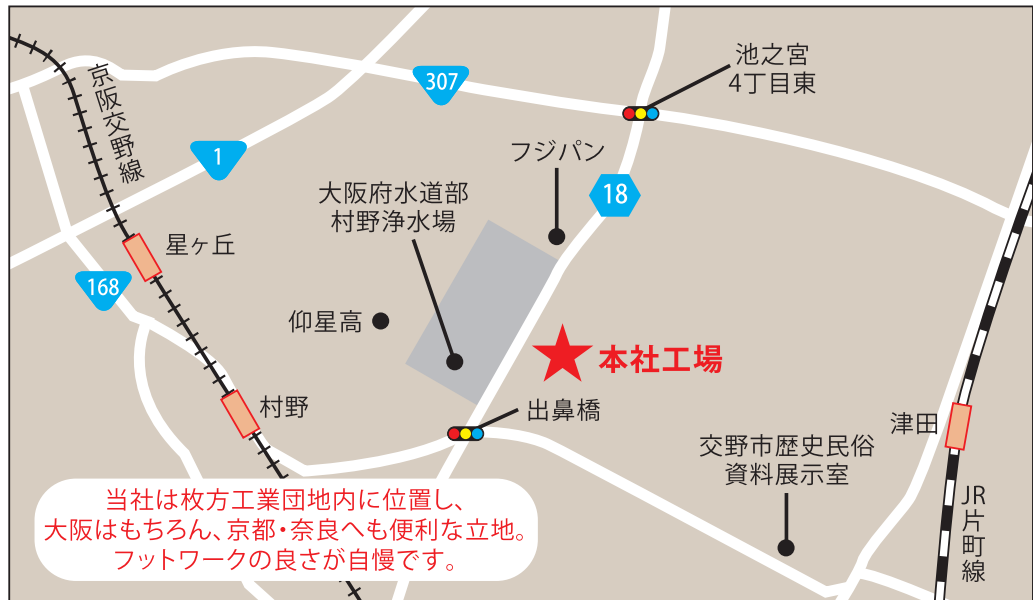 池之宮
4丁目東
307
京阪交野線
1
フジパン
18
大阪府水道部
村野浄水場
星ヶ丘
168
仰星高
本社工場
村野
出鼻橋
津田
交野市歴史民俗
資料展示室
JR片町線
当社は枚方工業団地内に位置し、
大阪はもちろん、京都・奈良へも便利な立地。
フットワークの良さが自慢です。